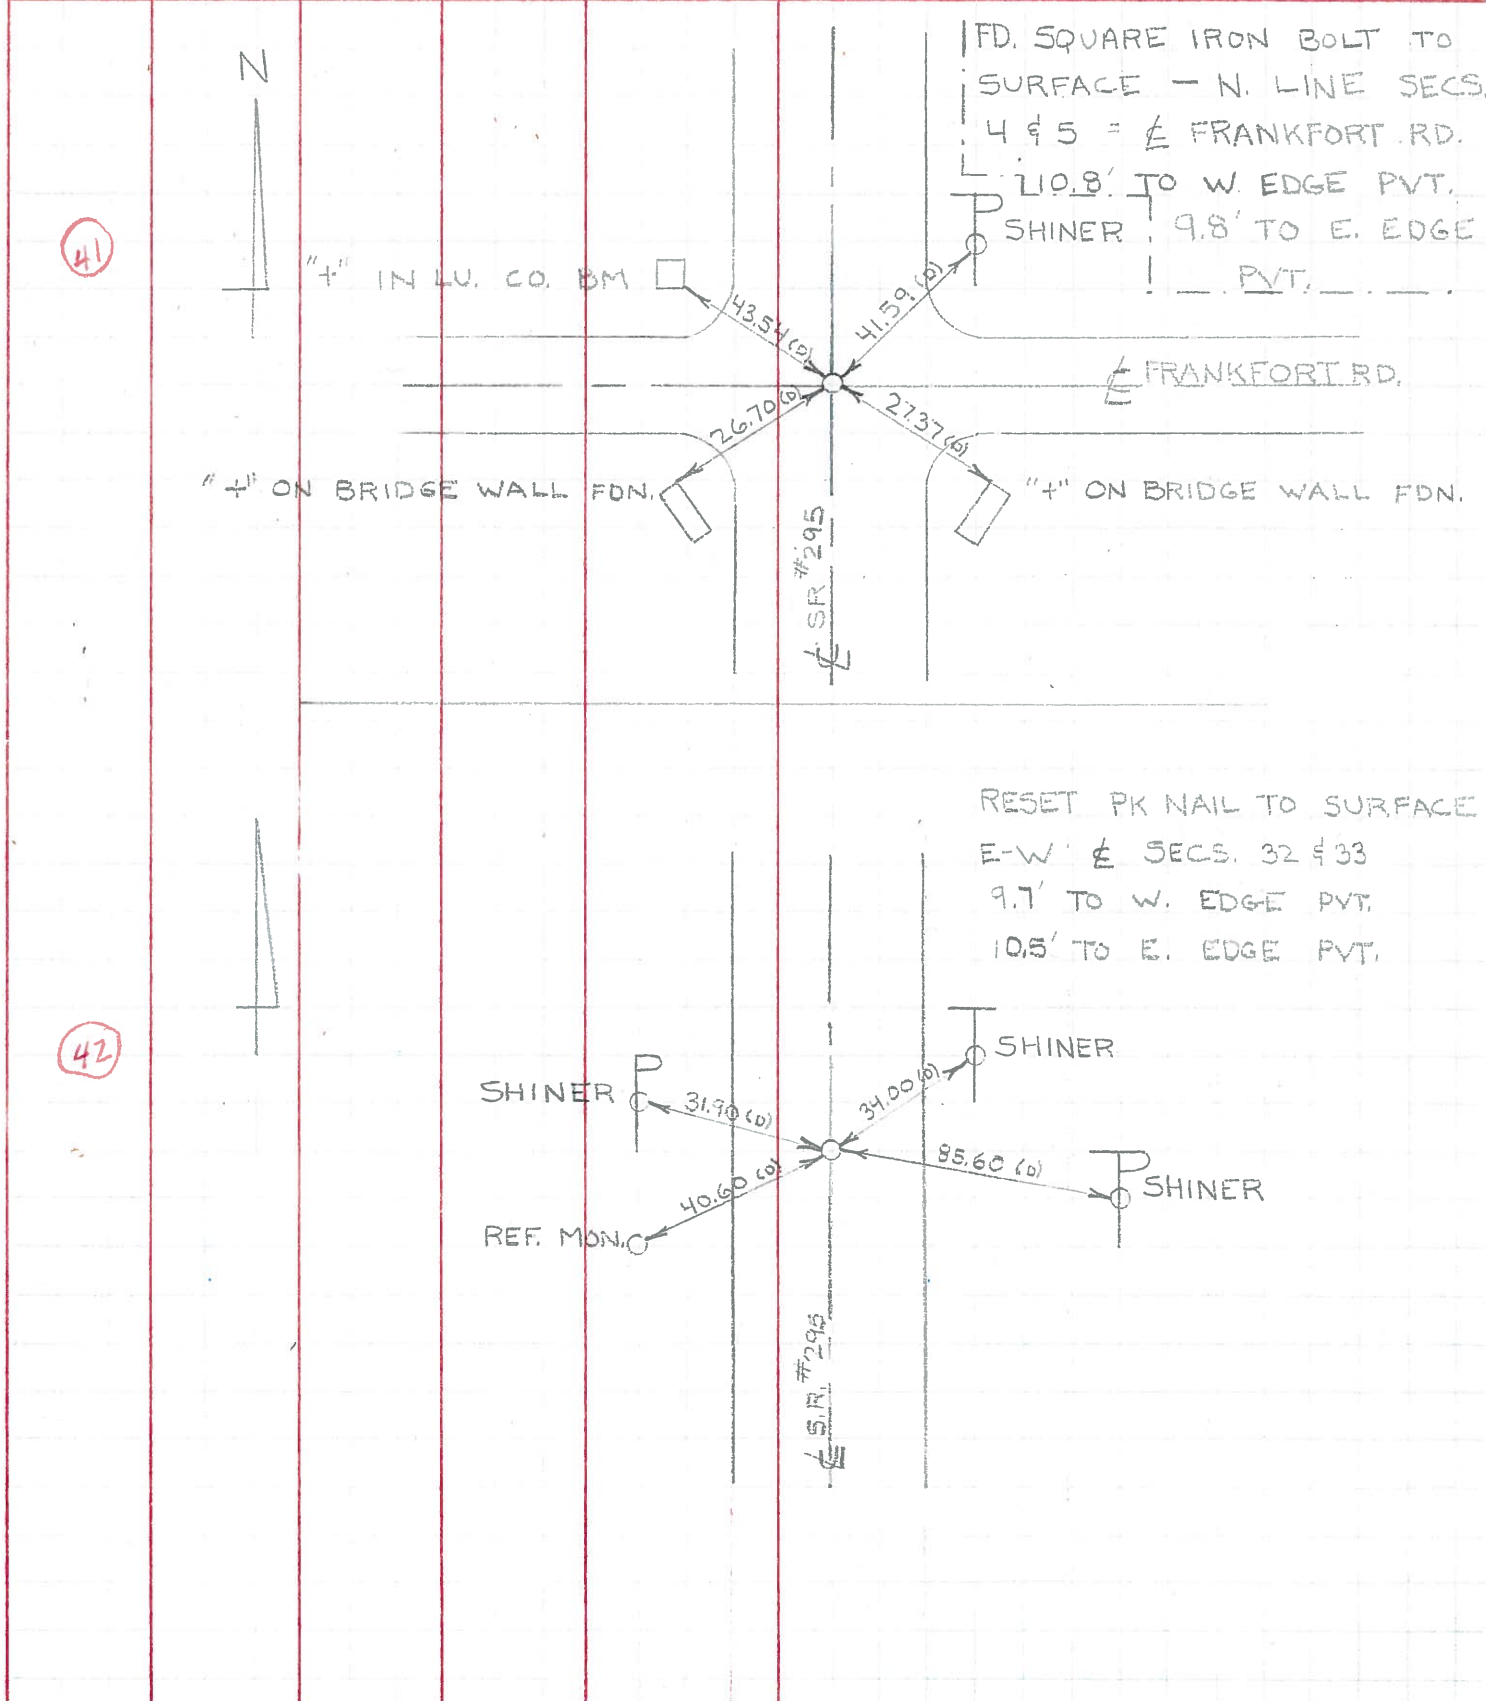 N
FD. SQUARE IRON BOLT TO
SURFACE – N. LINE SECS.
4 & 5 = ℄ FRANKFORT RD.
10.8' TO W. EDGE PVT.
9.8' TO E. EDGE
PVT.
41
SHINER
"+" IN LU. CO. BM
43.54 (D)
41.59 (D)
℄ FRANKFORT RD.
26.70 (D)
27.37 (D)
"+" ON BRIDGE WALL FDN.
"+" ON BRIDGE WALL FDN.
℄ SR #295
RESET PK NAIL TO SURFACE
E-W ℄ SECS. 32 & 33
9.7' TO W. EDGE PVT.
10.5' TO E. EDGE PVT.
42
SHINER
SHINER
31.90 (D)
34.00 (D)
85.60 (D)
SHINER
40.60 (D)
REF. MON.
℄ S.R. #295